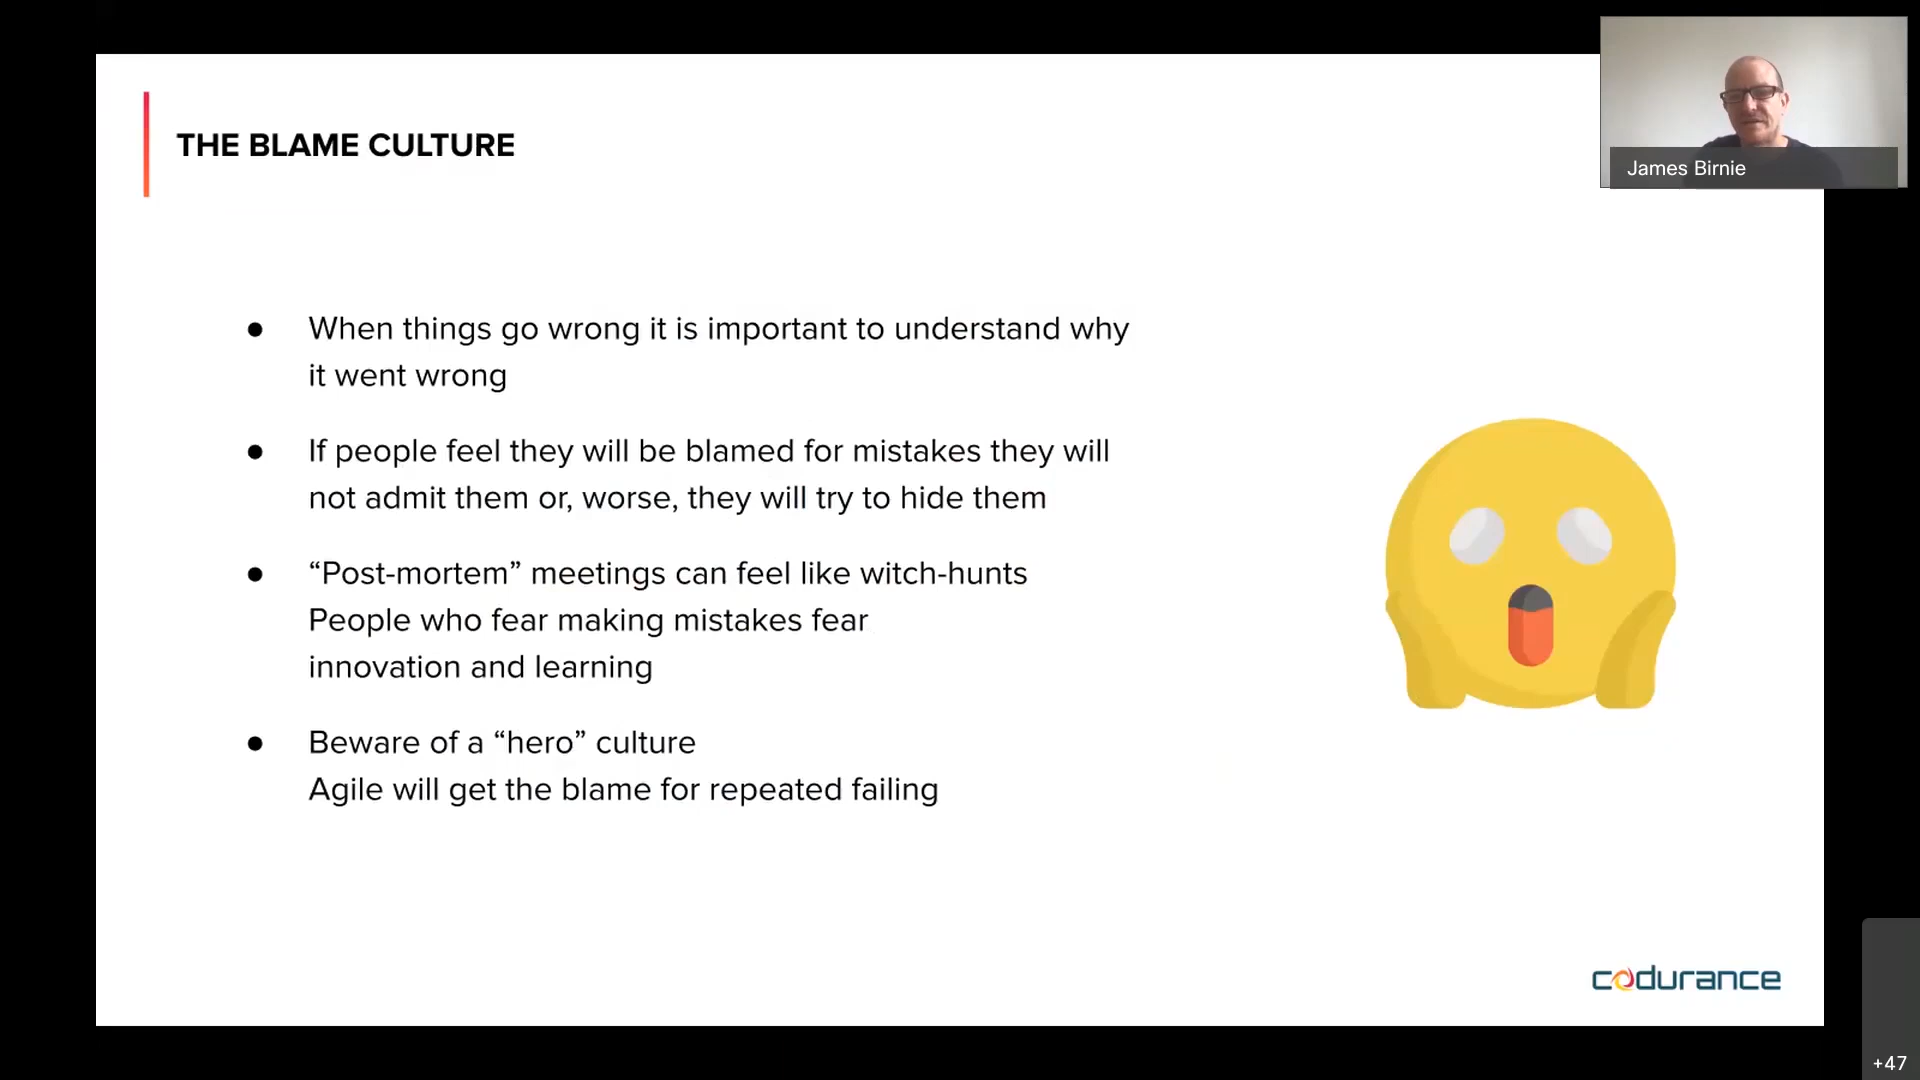 THE BLAME CULTURE
James Birnie
● When things go wrong it is important to understand why
it went wrong
● If people feel they will be blamed for mistakes they will
not admit them or, worse, they will try to hide them
● “Post-mortem” meetings can feel like witch-hunts
People who fear making mistakes fear
innovation and learning
● Beware of a “hero” culture
Agile will get the blame for repeated failing
codurance
+47